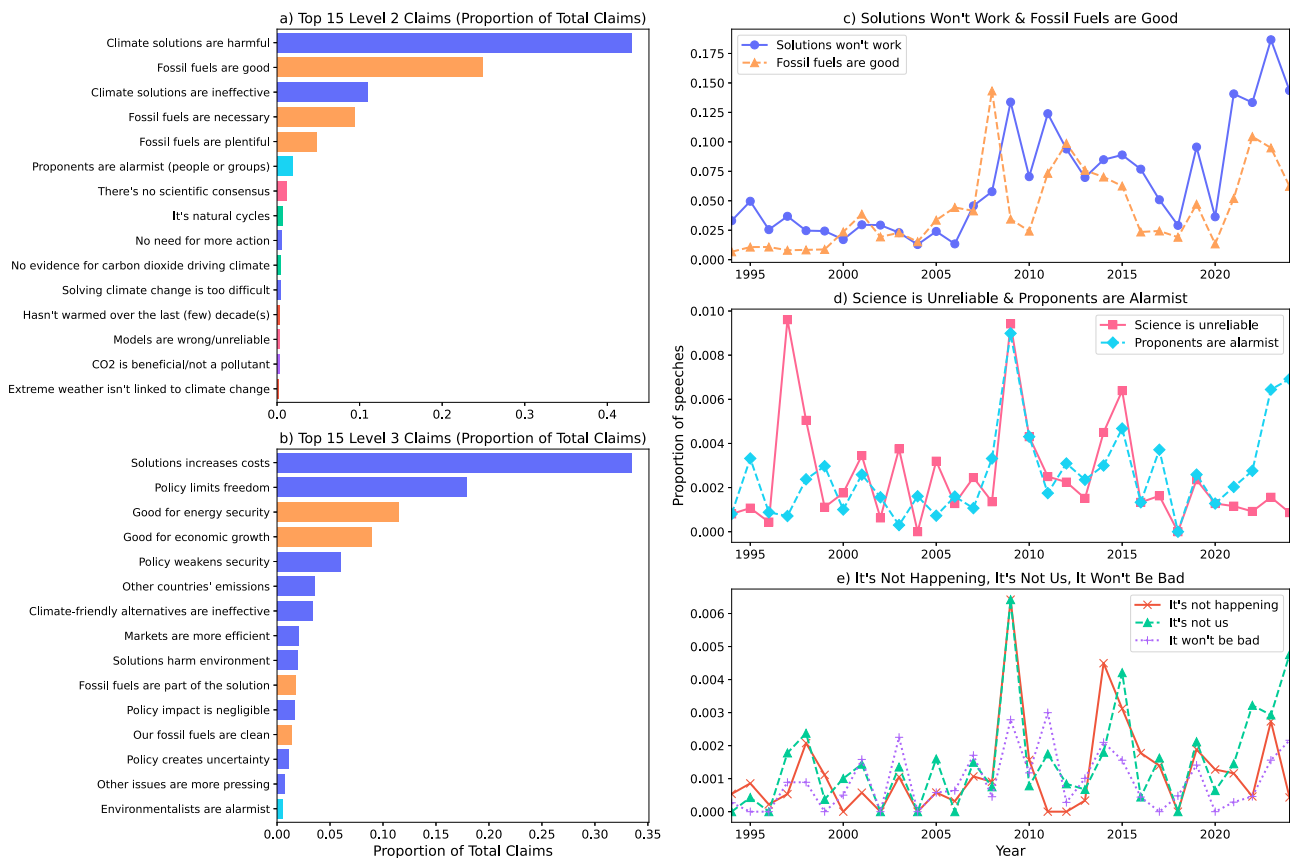 a) Top 15 Level 2 Claims (Proportion of Total Claims)
Climate solutions are harmful
Fossil fuels are good
Climate solutions are ineffective
Fossil fuels are necessary
Fossil fuels are plentiful
Proponents are alarmist (people or groups)
There's no scientific consensus
It's natural cycles
No need for more action
No evidence for carbon dioxide driving climate
Solving climate change is too difficult
Hasn't warmed over the last (few) decade(s)
Models are wrong/unreliable
CO2 is beneficial/not a pollutant
Extreme weather isn't linked to climate change
0.0 0.1 0.2 0.3 0.4
b) Top 15 Level 3 Claims (Proportion of Total Claims)
Solutions increases costs
Policy limits freedom
Good for energy security
Good for economic growth
Policy weakens security
Other countries' emissions
Climate-friendly alternatives are ineffective
Markets are more efficient
Solutions harm environment
Fossil fuels are part of the solution
Policy impact is negligible
Our fossil fuels are clean
Policy creates uncertainty
Other issues are more pressing
Environmentalists are alarmist
0.00 0.05 0.10 0.15 0.20 0.25 0.30 0.35
Proportion of Total Claims
c) Solutions Won't Work & Fossil Fuels are Good
Solutions won't work
Fossil fuels are good
0.175
0.150
0.125
0.100
0.075
0.050
0.025
0.000
1995 2000 2005 2010 2015 2020
d) Science is Unreliable & Proponents are Alarmist
Science is unreliable
Proponents are alarmist
Proportion of speeches
0.010
0.008
0.006
0.004
0.002
0.000
1995 2000 2005 2010 2015 2020
e) It's Not Happening, It's Not Us, It Won't Be Bad
It's not happening
It's not us
It won't be bad
0.006
0.005
0.004
0.003
0.002
0.001
0.000
1995 2000 2005 2010 2015 2020
Year